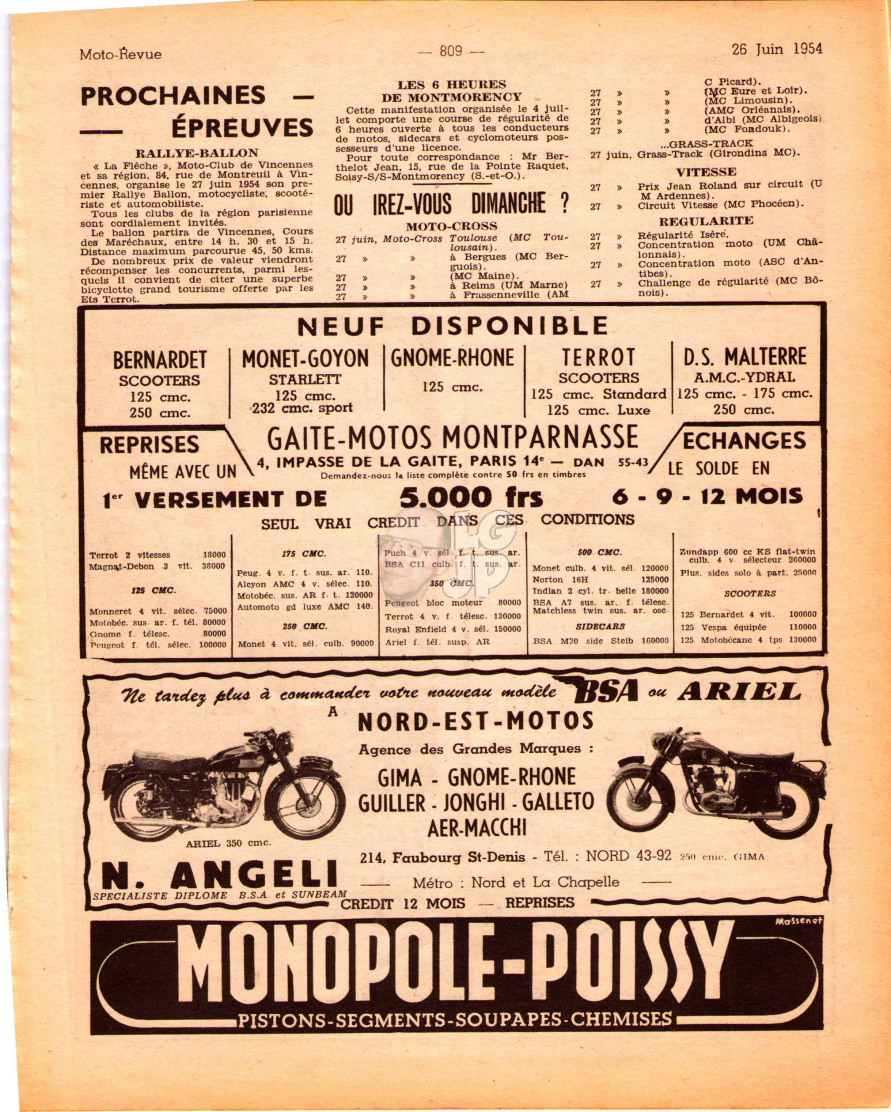 Moto-Revue — 809 — 26 Juin 1954
PROCHAINES —
— ÉPREUVES
RALLYE-BALLON
« La Flèche », Moto-Club de Vincennes
et sa région, 84, rue de Montreuil à Vin-
cennes, organise le 27 juin 1954 son pre-
mier Rallye Ballon, motocycliste, scooté-
riste et automobiliste.
Tous les clubs de la région parisienne
sont cordialement invités.
Le ballon partira de Vincennes, Cours
des Maréchaux, entre 14 h. 30 et 15 h.
Distance maximum parcourue 45, 50 kms.
De nombreux prix de valeur viendront
récompenser les concurrents, parmi les-
quels il convient de citer une superbe
bicyclette grand tourisme offerte par les
Ets Terrot.
LES 6 HEURES
DE MONTMORENCY
Cette manifestation organisée le 4 juil-
let comporte une course de régularité de
6 heures ouverte à tous les conducteurs
de motos, sidecars et cyclomoteurs pos-
sesseurs d'une licence.
Pour toute correspondance : Mr Ber-
thelot Jean, 15, rue de la Pointe Raquet,
Soisy-S/S-Montmorency (S.-et-O.).
OU IREZ-VOUS DIMANCHE ?
MOTO-CROSS
27 juin, Moto-Cross Toulouse (MC Tou-
lousain).
27 » » à Bergues (MC Ber-
guois).
27 » » (MC Maine).
27 » » à Reims (UM Marne)
27 » » à Frassenneville (AM
C Picard).
27 » » (MC Eure et Loir).
27 » » (MC Limousin).
27 » » (AMC Orléanais).
27 » » d'Albi (MC Albigeois)
27 » » (MC Fondouk).
...GRASS-TRACK
27 juin, Grass-Track (Girondins MC).
VITESSE
27 » Prix Jean Roland sur circuit (U
M Ardennes).
27 » Circuit Vitesse (MC Phocéen).
REGULARITE
27 » Régularité Isère.
27 » Concentration moto (UM Châ-
lonnais).
27 » Concentration moto (ASC d'An-
tibes).
27 » Challenge de régularité (MC Bô-
nois).
NEUF DISPONIBLE
BERNARDET
SCOOTERS
125 cmc.
250 cmc.
MONET-GOYON
STARLETT
125 cmc.
232 cmc. sport
GNOME-RHONE
125 cmc.
TERROT
SCOOTERS
125 cmc. Standard
125 cmc. Luxe
D.S. MALTERRE
A.M.C.-YDRAL
125 cmc. - 175 cmc.
250 cmc.
REPRISES
MÊME AVEC UN
GAITE-MOTOS MONTPARNASSE
4, IMPASSE DE LA GAITE, PARIS 14e — DAN 55-43
Demandez-nous la liste complète contre 50 frs en timbres
ECHANGES
LE SOLDE EN
1er VERSEMENT DE 5.000 frs 6 - 9 - 12 MOIS
SEUL VRAI CREDIT DANS CES CONDITIONS
Terrot 2 vitesses 18000
Magnat-Debon 3 vit. 38000
125 CMC.
Monneret 4 vit. sélec. 75000
Motobéc. sus. ar f. tél. 80000
Gnome f. télesc. 80000
Peugeot f. tél. sélec. 100000
175 CMC.
Peug. 4 v. f. t. sus. ar. 110.
Alcyon AMC 4 v. sélec. 110.
Motobéc. sus. AR f. t. 120000
Automoto gd luxe AMC 140.
250 CMC.
Monet 4 vit. sél. culb. 90000
Puch 4 v. sél. f. t. sus. ar.
BSA C11 culb. f. t. sus. ar.
350 CMC.
Peugeot bloc moteur 80000
Terrot 4 v. f télesc. 130000
Royal Enfield 4 v. sél. 150000
Ariel f. tél. susp. AR
500 CMC.
Monet culb. 4 vit. sél. 120000
Norton 16H 125000
Indian 2 cyl. tr. belle 180000
BSA A7 sus. ar. f. télesc.
Matchless twin sus. ar. osc.
SIDECARS
BSA M20 side Steib 160000
Zundapp 600 cc KS flat-twin
culb. 4 v. sélecteur 260000
Plus. sides solo à part. 25000
SCOOTERS
125 Bernardet 4 vit. 100000
125 Vespa équipée 110000
125 Motobécane 4 tps 130000
Ne tardez plus à commander votre nouveau modèle BSA ou ARIEL
A
NORD-EST-MOTOS
Agence des Grandes Marques :
GIMA - GNOME-RHONE
GUILLER - JONGHI - GALLETO
AER-MACCHI
ARIEL 350 cmc.
214, Faubourg St-Denis - Tél. : NORD 43-92 250 cmc. GIMA
N. ANGELI
SPECIALISTE DIPLOME B.S.A. et SUNBEAM
— Métro : Nord et La Chapelle —
CREDIT 12 MOIS — REPRISES
Massenet
MONOPOLE-POISSY
PISTONS-SEGMENTS-SOUPAPES-CHEMISES